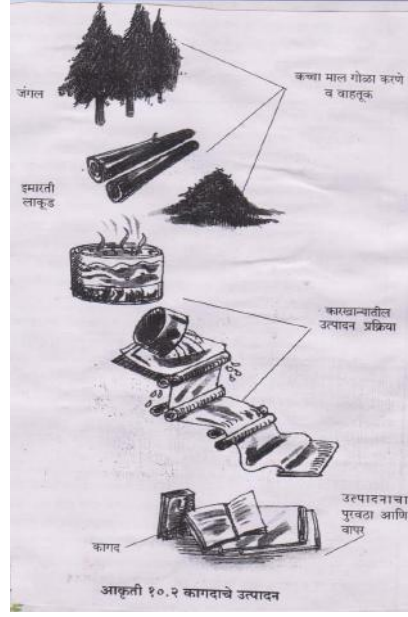 जंगल
कच्चा माल गोळा करणे
व वाहतूक
इमारती
लाकूड
कारखान्यातील
उत्पादन प्रक्रिया
उत्पादनाचा
पुरवठा आणि
वापर
कागद
आकृती १०.२ कागदाचे उत्पादन